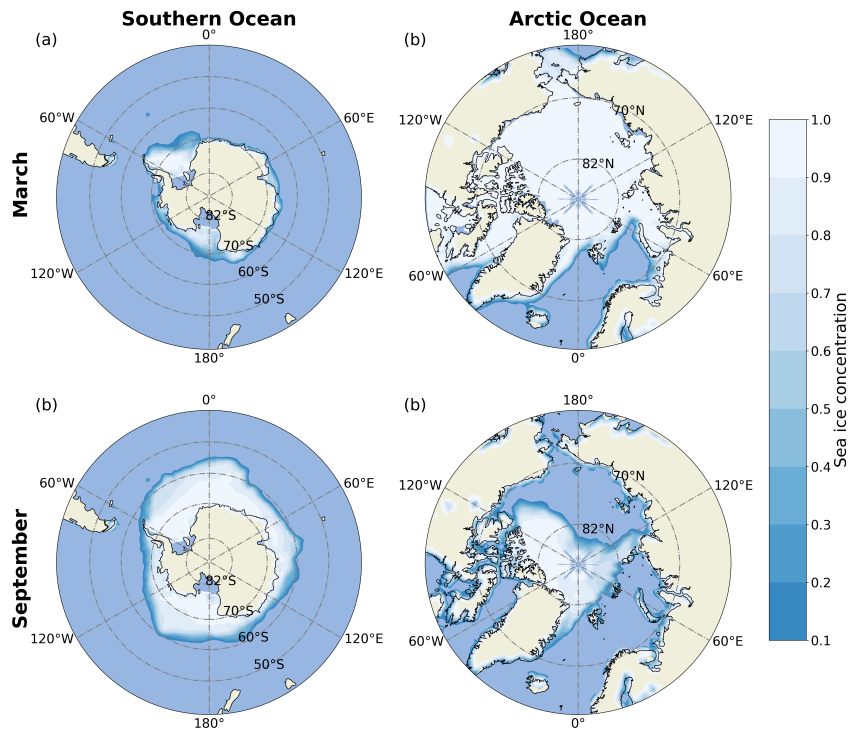 Southern Ocean
Arctic Ocean
(a)
0°
(b)
180°
60°W
60°E
120°W
120°E
70°N
82°N
1.0
0.9
March
82°S
0.8
70°S
60°S
120°W
120°E
60°W
60°E
50°S
0.7
180°
0°
0.6
Sea ice concentration
0.5
(b)
0°
(b)
180°
0.4
60°W
60°E
120°W
120°E
70°N
82°N
0.3
September
82°S
0.2
70°S
60°S
120°W
120°E
60°W
60°E
0.1
50°S
180°
0°